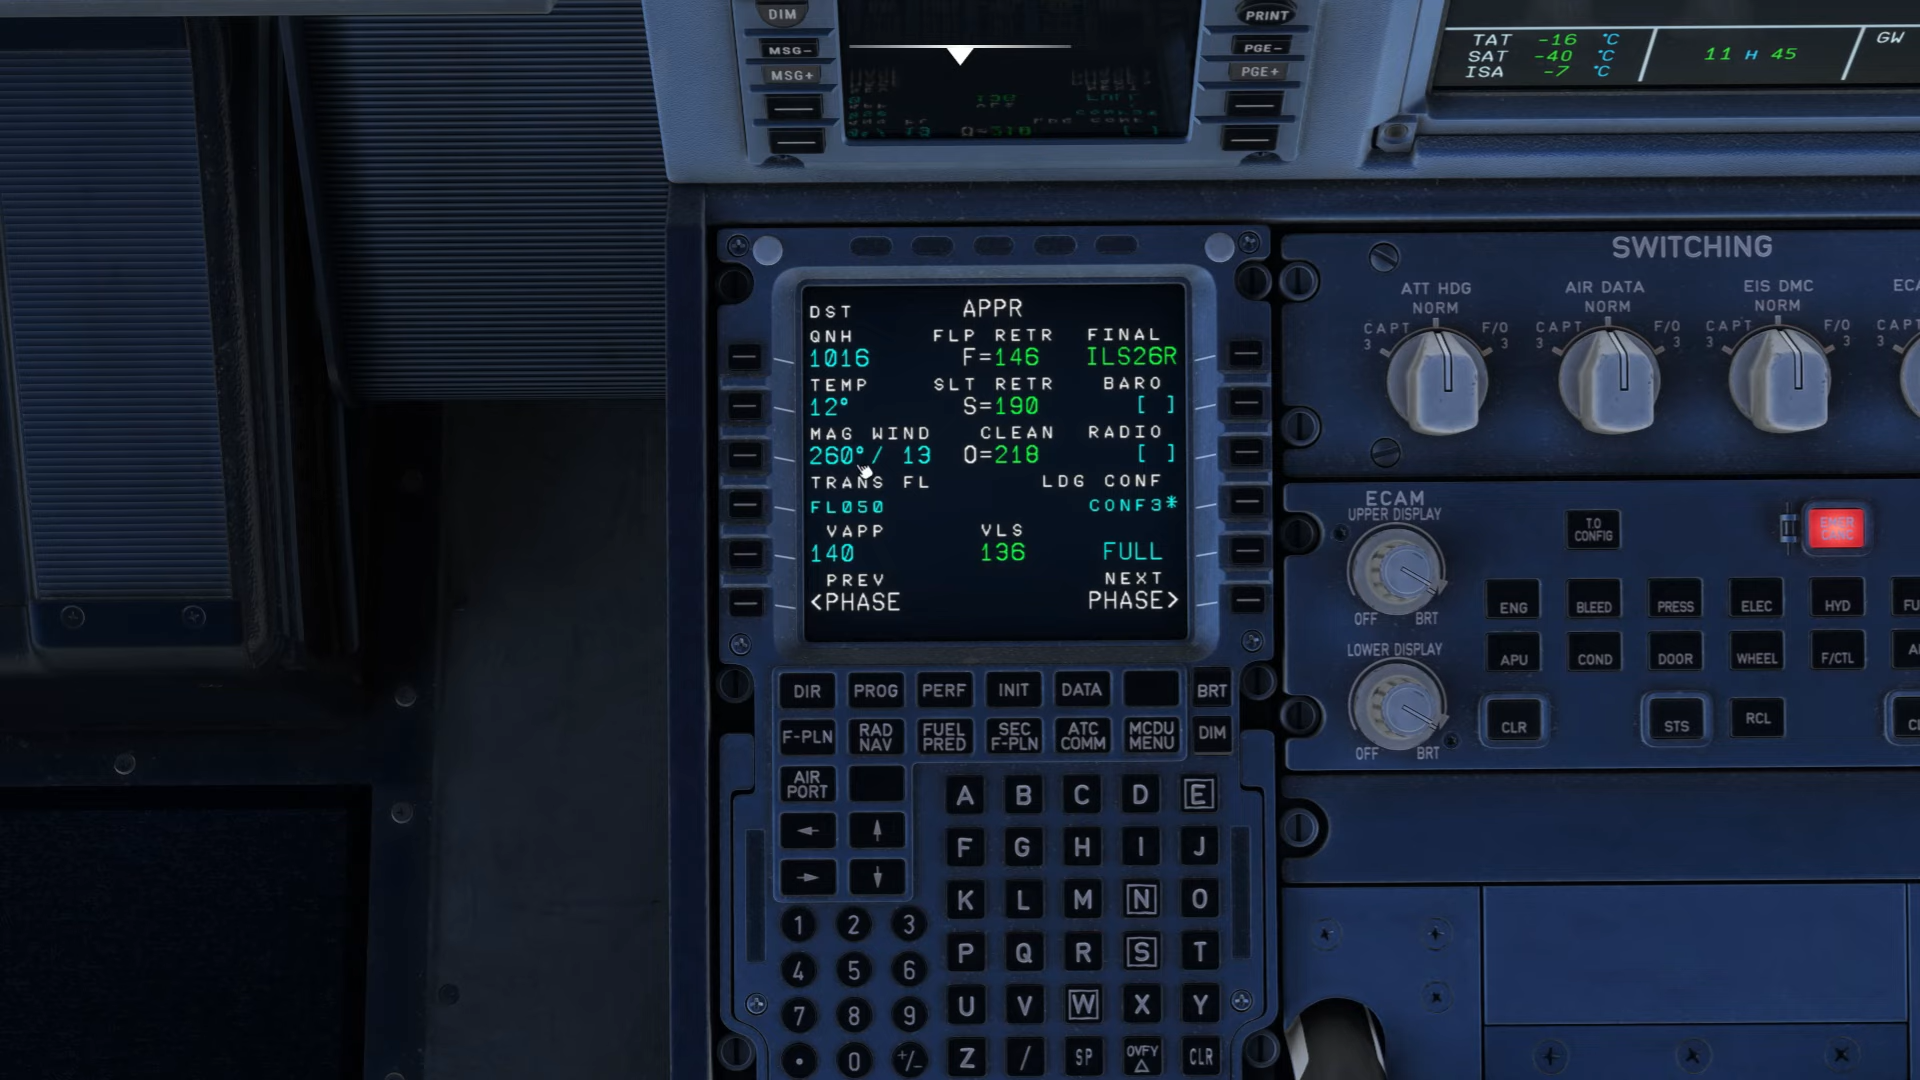 DIM
MSG-
MSG+
PRINT
PGE-
PGE+
TAT -16 °C
SAT -40 °C
ISA -7 °C
11 H 45
GW
DST APPR
QNH FLP RETR FINAL
1016 F=146 ILS26R
TEMP SLT RETR BARO
12° S=190 [ ]
MAG WIND CLEAN RADIO
260°/ 13 O=218 [ ]
TRANS FL LDG CONF
FL050 CONF3*
VAPP VLS
140 136 FULL
PREV NEXT
<PHASE PHASE>
DIR PROG PERF INIT DATA BRT
F-PLN RAD NAV FUEL PRED SEC F-PLN ATC COMM MCDU MENU DIM
AIR PORT
← ↑
→ ↓
A B C D E
F G H I J
K L M N O
P Q R S T
U V W X Y
Z / SP OVFY △ CLR
1 2 3
4 5 6
7 8 9
. 0 +/-
SWITCHING
ATT HDG AIR DATA EIS DMC
NORM NORM NORM
CAPT 3 F/O 3 CAPT 3 F/O 3 CAPT 3 F/O 3 CAPT 3
ECAM
UPPER DISPLAY
OFF BRT
LOWER DISPLAY
OFF BRT
T.O CONFIG
EMER CANC
ENG BLEED PRESS ELEC HYD
APU COND DOOR WHEEL F/CTL
CLR STS RCL